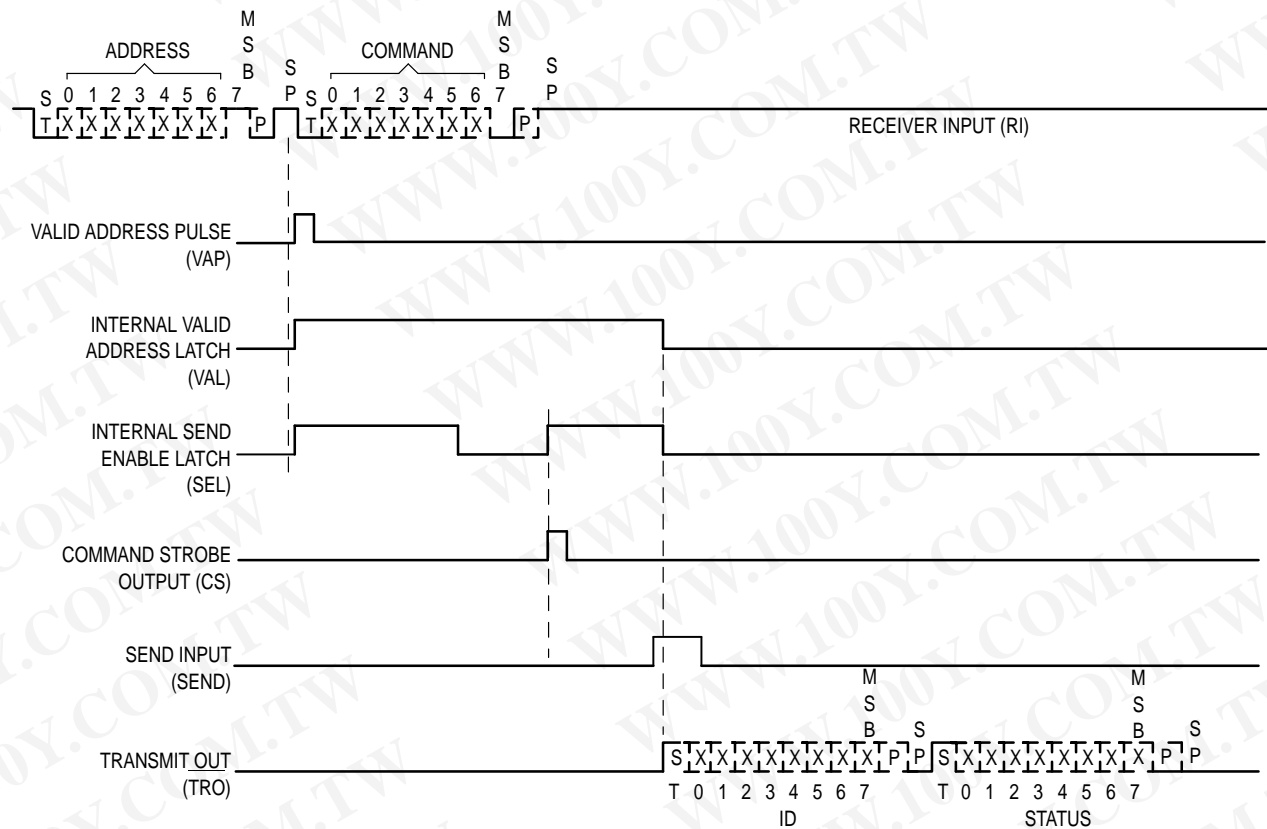 M
S
B
ADDRESS
S
P
COMMAND
M
S
B
S
P
S
T
0 1 2 3 4 5 6 7
X X X X X X X P
S
T
0 1 2 3 4 5 6 7
X X X X X X X P
RECEIVER INPUT (RI)
VALID ADDRESS PULSE
(VAP)
INTERNAL VALID
ADDRESS LATCH
(VAL)
INTERNAL SEND
ENABLE LATCH
(SEL)
COMMAND STROBE
OUTPUT (CS)
SEND INPUT
(SEND)
TRANSMIT OUT
(TRO)
M
S
B
S
P
M
S
B
S
P
S X X X X X X X X P
T 0 1 2 3 4 5 6 7
ID
S X X X X X X X X P
T 0 1 2 3 4 5 6 7
STATUS
WWW.100Y.COM.TW